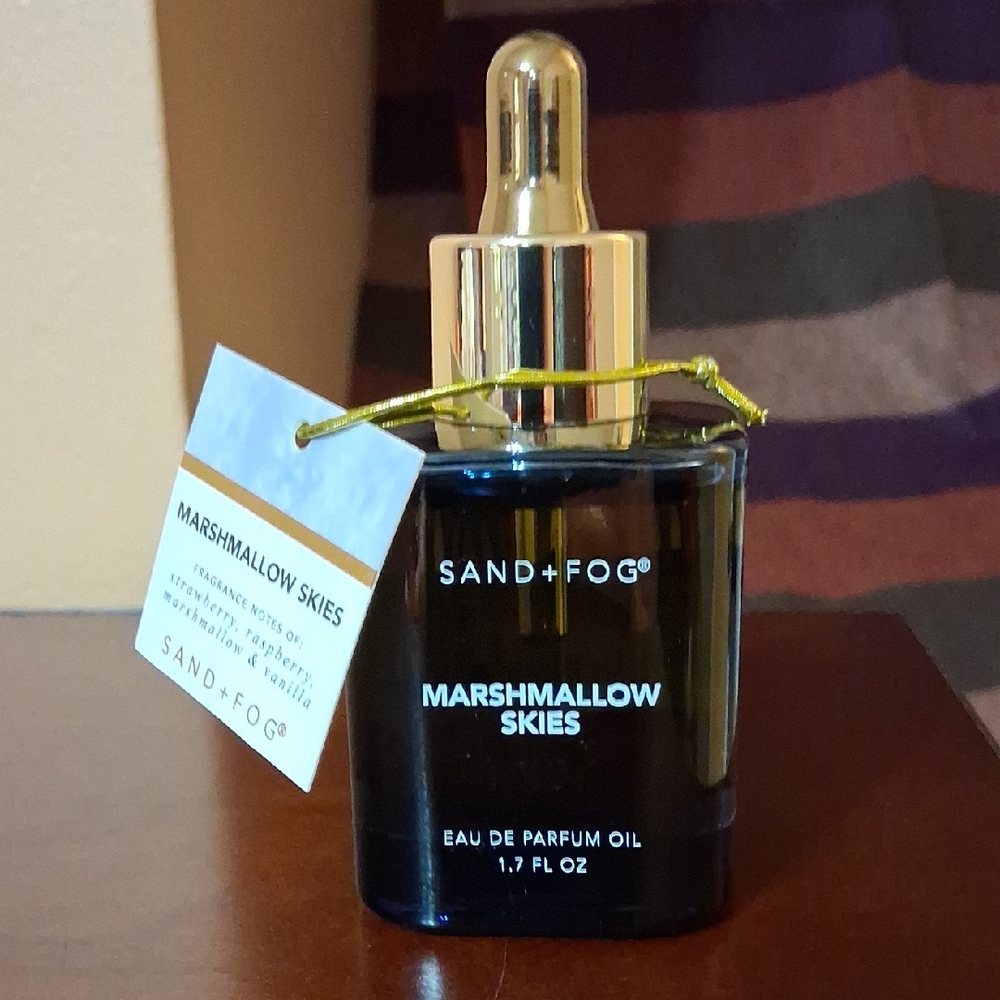 MARSHMALLOW SKIES
FRAGRANCE NOTES OF:
strawberry, raspberry,
marshmallow & vanilla
SAND+FOG®
SAND+FOG®
MARSHMALLOW
SKIES
EAU DE PARFUM OIL
1.7 FL OZ